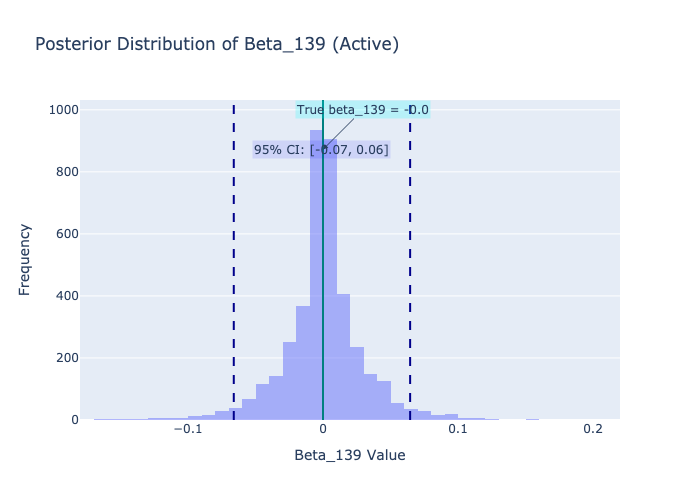 Posterior Distribution of Beta_139 (Active)
True beta_139 = -0.0
95% CI: [-0.07, 0.06]
Frequency
1000
800
600
400
200
0
−0.1
0
0.1
0.2
Beta_139 Value